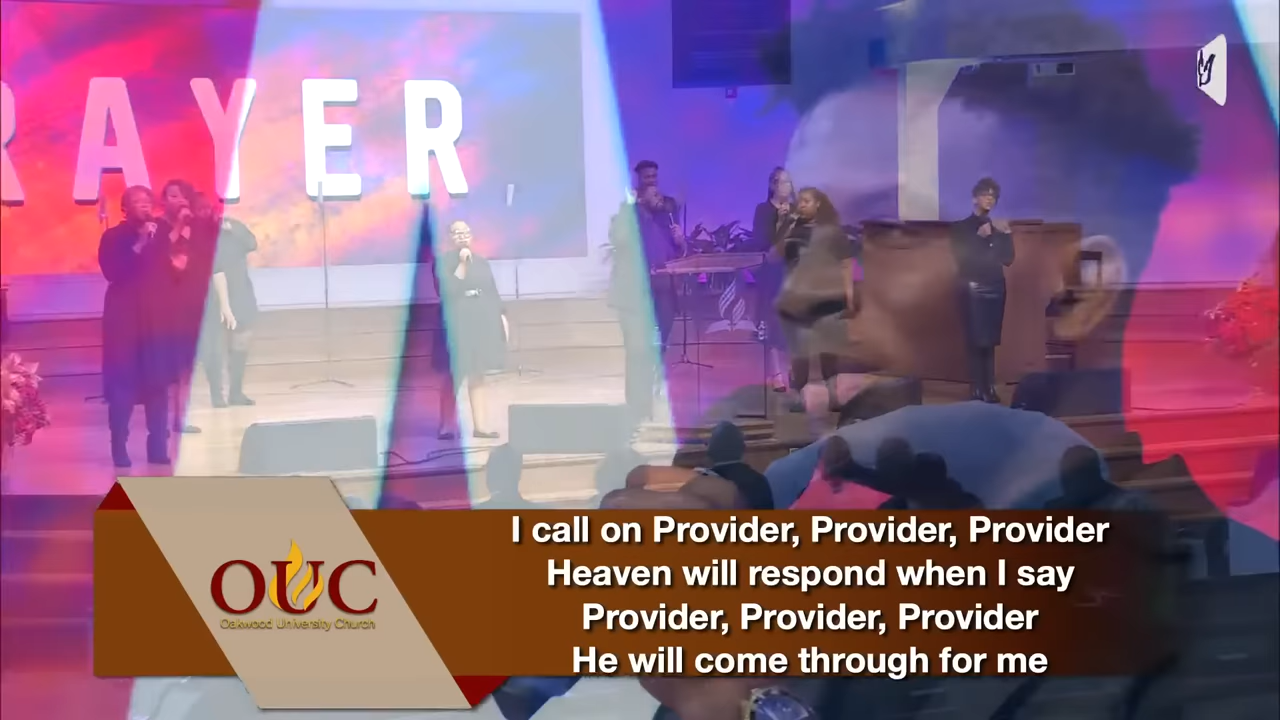 RAYER
I call on Provider, Provider, Provider
Heaven will respond when I say
Provider, Provider, Provider
He will come through for me
OUC
Oakwood University Church